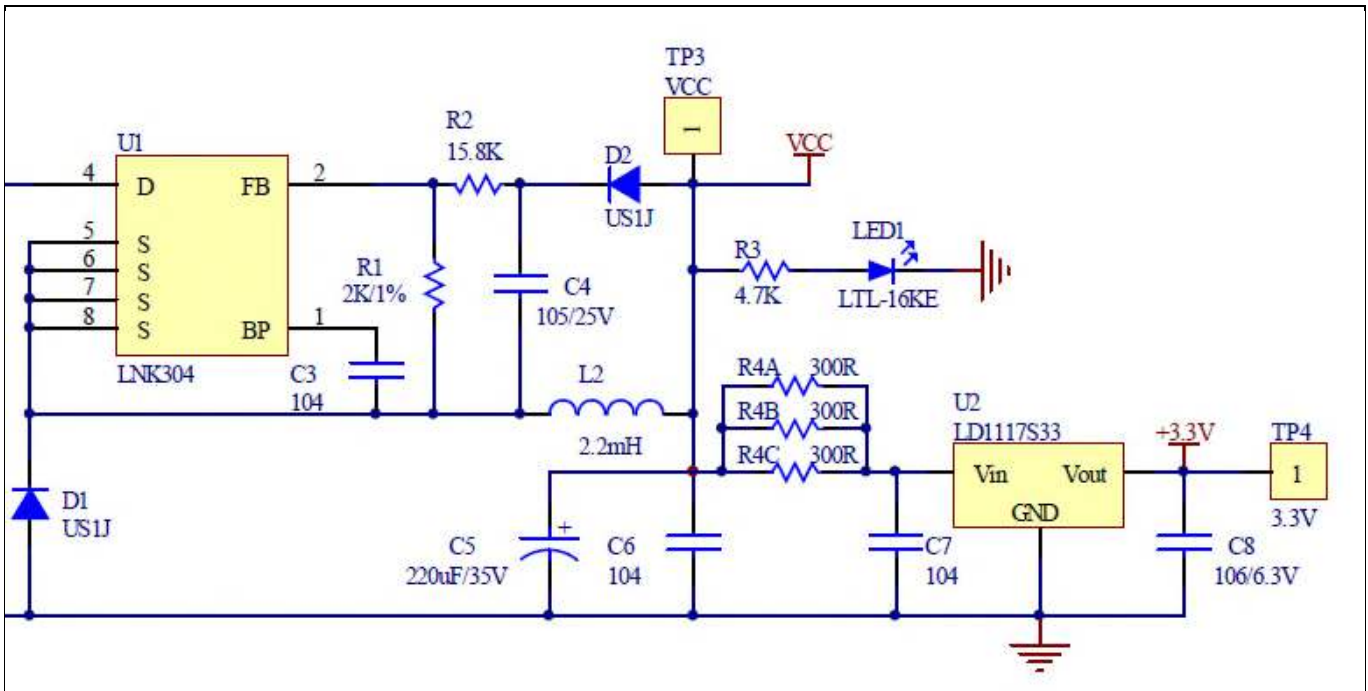 TP3
VCC
1
VCC
U1
4
D
FB
2
5
S
6
S
7
S
8
S
BP
1
LNK304
R2
15.8K
D2
US1J
R1
2K/1%
C4
105/25V
C3
104
L2
2.2mH
R3
4.7K
LED1
LTL-16KE
R4A 300R
R4B 300R
R4C 300R
U2
LD1117S33
Vin Vout
GND
+3.3V
TP4
1
3.3V
D1
US1J
C5
220uF/35V
+
C6
104
C7
104
C8
106/6.3V